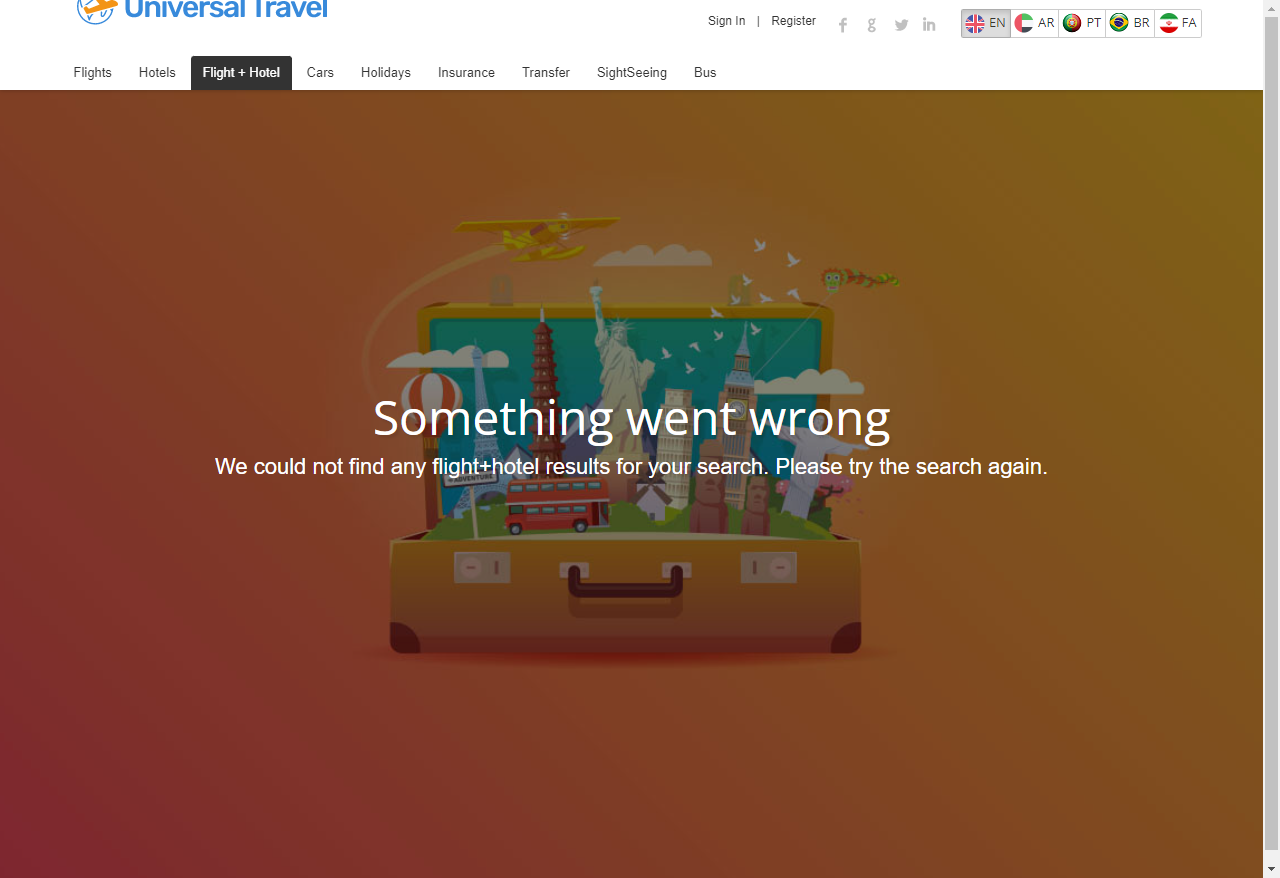 Universal Travel
Sign In | Register
EN AR PT BR FA
Flights Hotels Flight + Hotel Cars Holidays Insurance Transfer SightSeeing Bus
Something went wrong
We could not find any flight+hotel results for your search. Please try the search again.
ADVENTURE